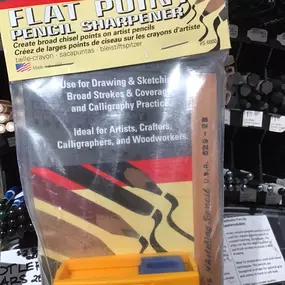 FLAT POINT
PENCIL SHARPENER
Create broad chisel points on artist pencils
Créez de larges points de ciseau sur les crayons d'artiste
taille-crayon - sacapuntas - bleistiftspitzer
Made
Use for Drawing & Sketching
Broad Strokes & Coverage
and Calligraphy Practice
Ideal for Artists, Crafters,
Calligraphers, and Woodworkers.